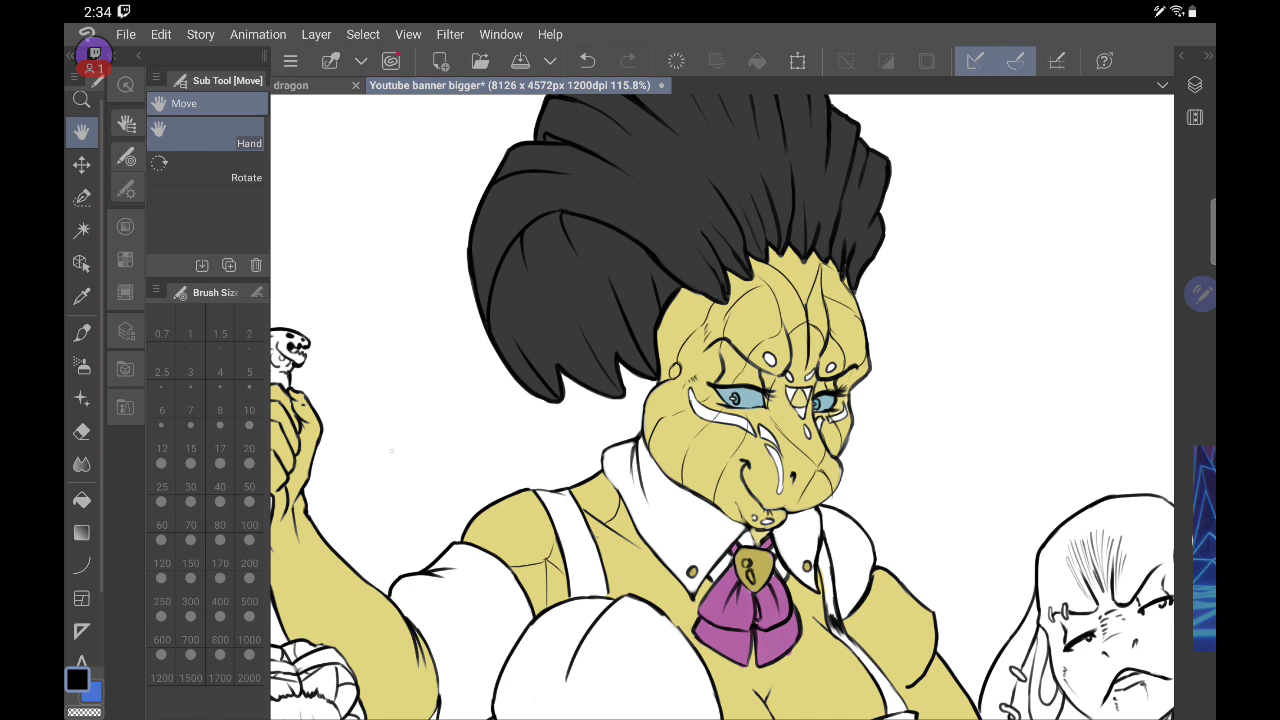 2:34
File Edit Story Animation Layer Select View Filter Window Help
1
Sub Tool [Move]
dragon
Youtube banner bigger* (8126 x 4572px 1200dpi 115.8%)
Move
Hand
Rotate
Brush Siz
0.7 1 1.5 2
2.5 3 4 5
6 7 8 10
12 15 17 20
25 30 40 50
60 70 80 100
120 150 170 200
250 300 400 500
600 700 800 1000
1200 1500 1700 2000